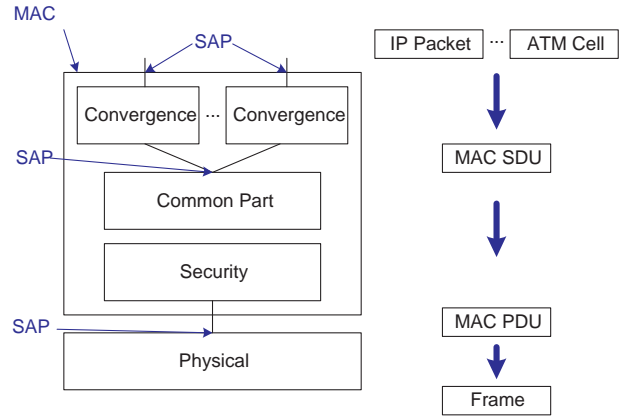 MAC
SAP
IP Packet ... ATM Cell
Convergence ... Convergence
SAP
MAC SDU
Common Part
Security
SAP
MAC PDU
Physical
Frame